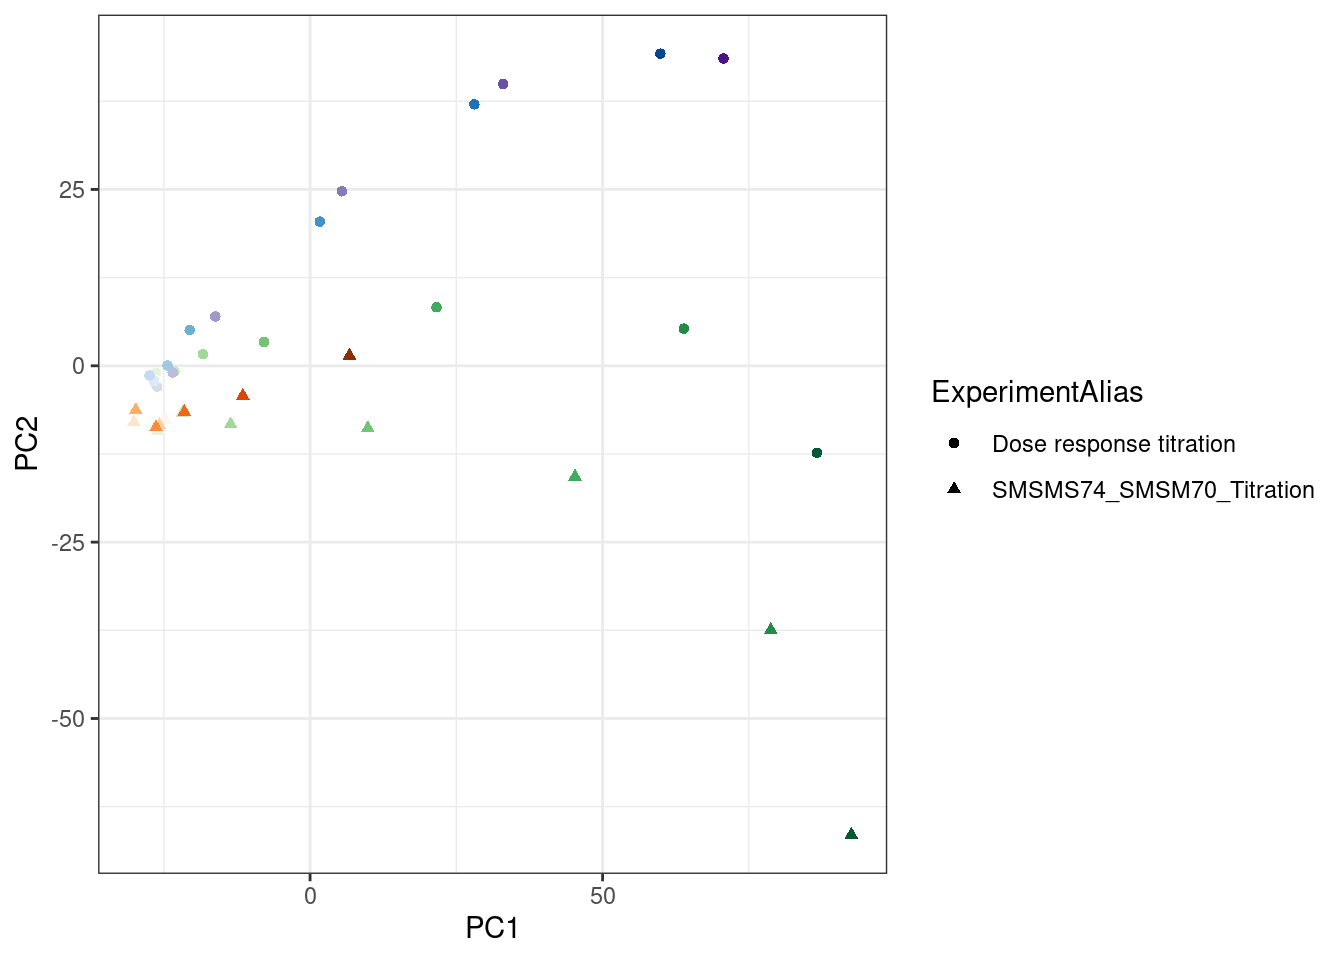 25
0
-25
-50
PC2
0
50
PC1
ExperimentAlias
Dose response titration
SMSMS74_SMSM70_Titration